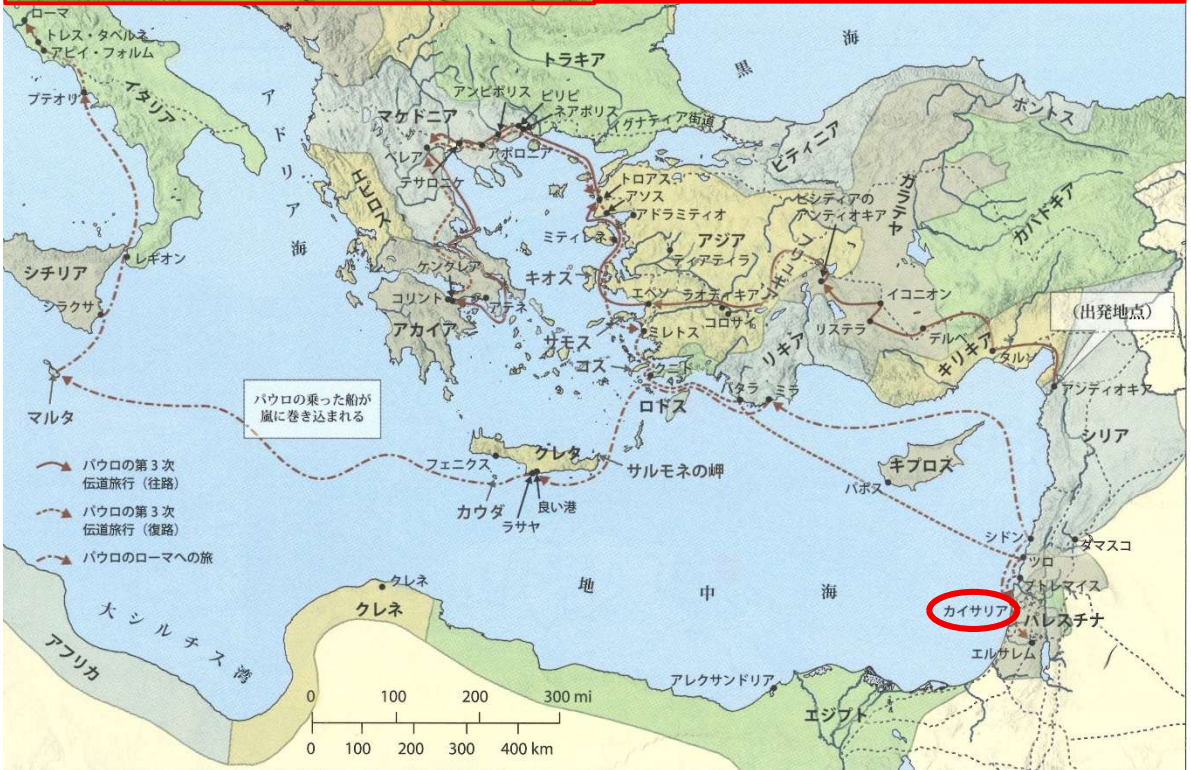 ローマ
トレス・タベルネ
アピイ・フォルム
プテオリ
イタリア
アドリア海
黒海
トラキア
アンピポリス
ピリピ
ネアポリス
イグナティア街道
マケドニア
ベレア
アポロニア
テサロニケ
エピロス
ポントス
ビティニア
ガラテヤ
カパドキア
トロアス
アソス
アドラミティオ
ピシディアの
アンティオキア
ミティレネ
アジア
ティアティラ
キオス
シチリア
レギオン
シラクサ
ケンクレア
コリント
アテネ
アカイア
エペソ
ラオディキア
コロサイ
イコニオン
リステラ
デルベ
(出発地点)
キリキア
タルソ
アンティオキア
サモス
ミレトス
リキア
コス
クニド
パタラ
ミラ
ロドス
マルタ
パウロの乗った船が
嵐に巻き込まれる
シリア
キプロス
パポス
フェニクス
クレタ
サルモネの岬
カウダ
良い港
ラサヤ
パウロの第3次
伝道旅行(往路)
パウロの第3次
伝道旅行(復路)
パウロのローマへの旅
シドン
ダマスコ
ツロ
プトレマイス
カイサリア
パレスチナ
エルサレム
地中海
クレネ
クレネ
大シルチス湾
アフリカ
アレクサンドリア
エジプト
0 100 200 300 mi
0 100 200 300 400 km